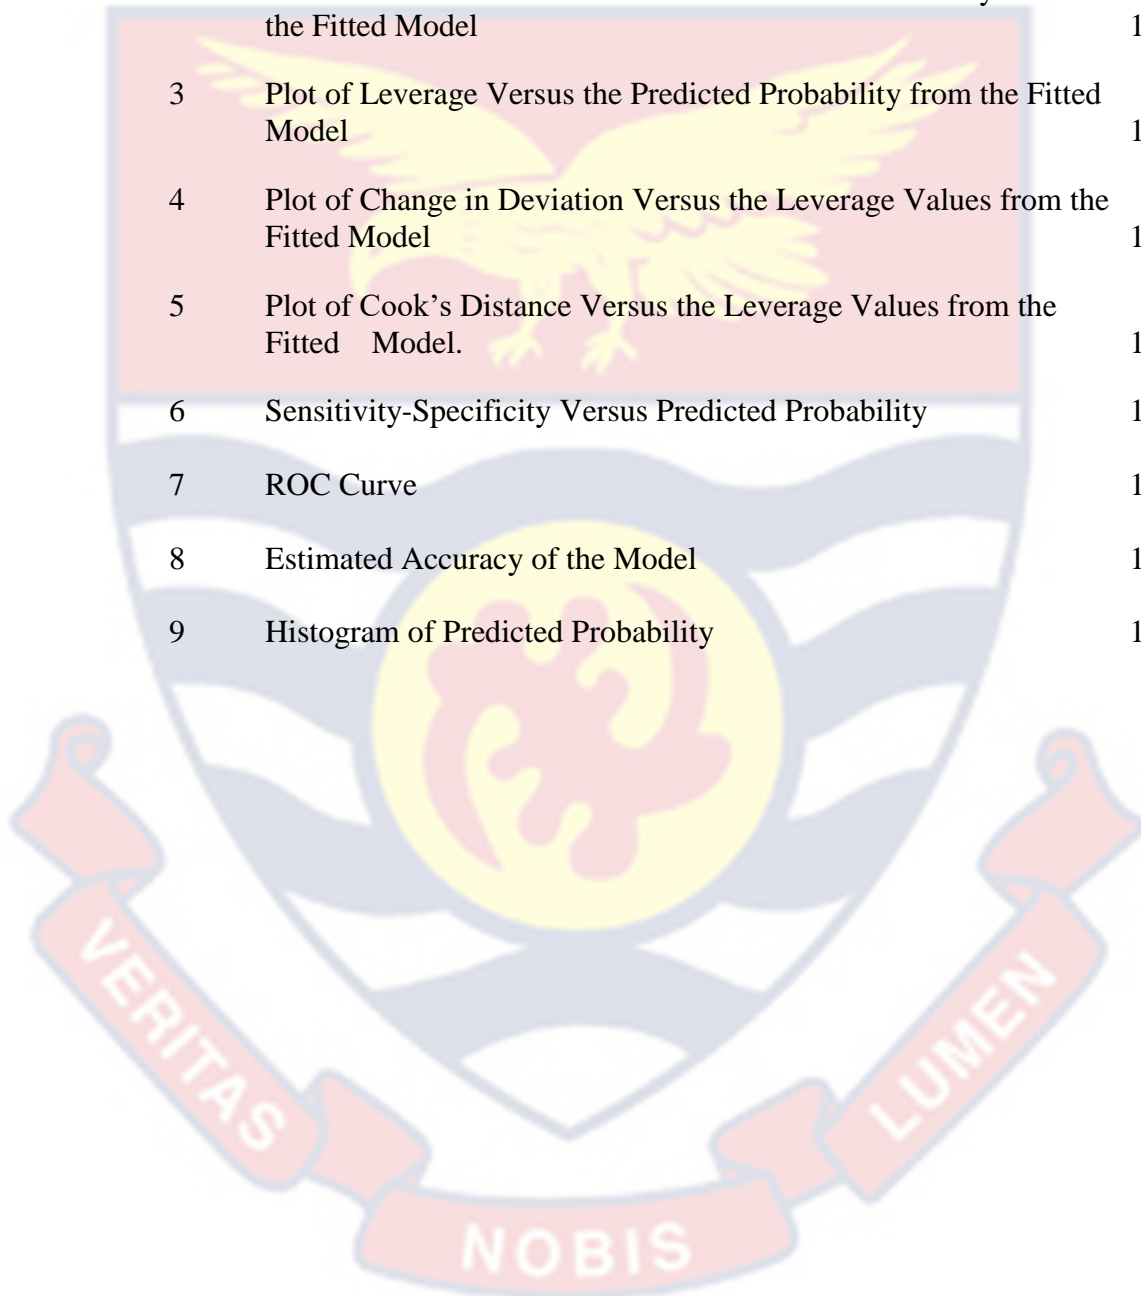 the Fitted Model 1
3 Plot of Leverage Versus the Predicted Probability from the Fitted
Model 1
4 Plot of Change in Deviation Versus the Leverage Values from the
Fitted Model 1
5 Plot of Cook’s Distance Versus the Leverage Values from the
Fitted Model. 1
6 Sensitivity-Specificity Versus Predicted Probability 1
7 ROC Curve 1
8 Estimated Accuracy of the Model 1
9 Histogram of Predicted Probability 1
VERITAS
NOBIS
LUMEN